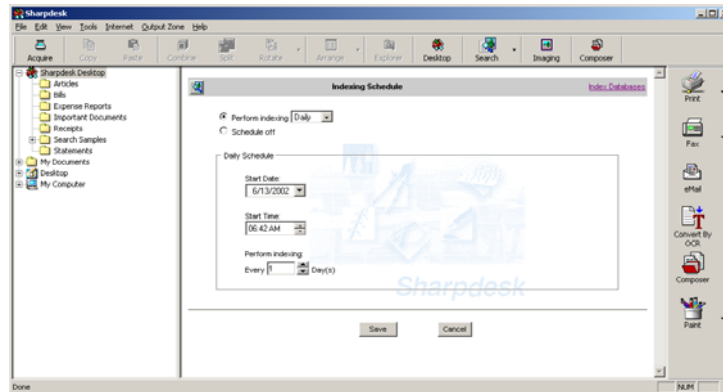 Sharpdesk
File Edit View Tools Internet Output Zone Help
Acquire Copy Paste Combine Split Rotate Arrange Explorer Desktop Search Imaging Composer
Sharpdesk Desktop
Articles
Bills
Expense Reports
Important Documents
Receipts
Search Samples
Statements
My Documents
Desktop
My Computer
Indexing Schedule
Index Databases
Perform indexing Daily
Schedule off
Daily Schedule
Start Date:
6/13/2002
Start Time:
06:42 AM
Perform indexing:
Every 1 Day(s)
Sharpdesk
Save Cancel
Print
Fax
eMail
Convert By
OCR
Composer
Paint
Done NUM